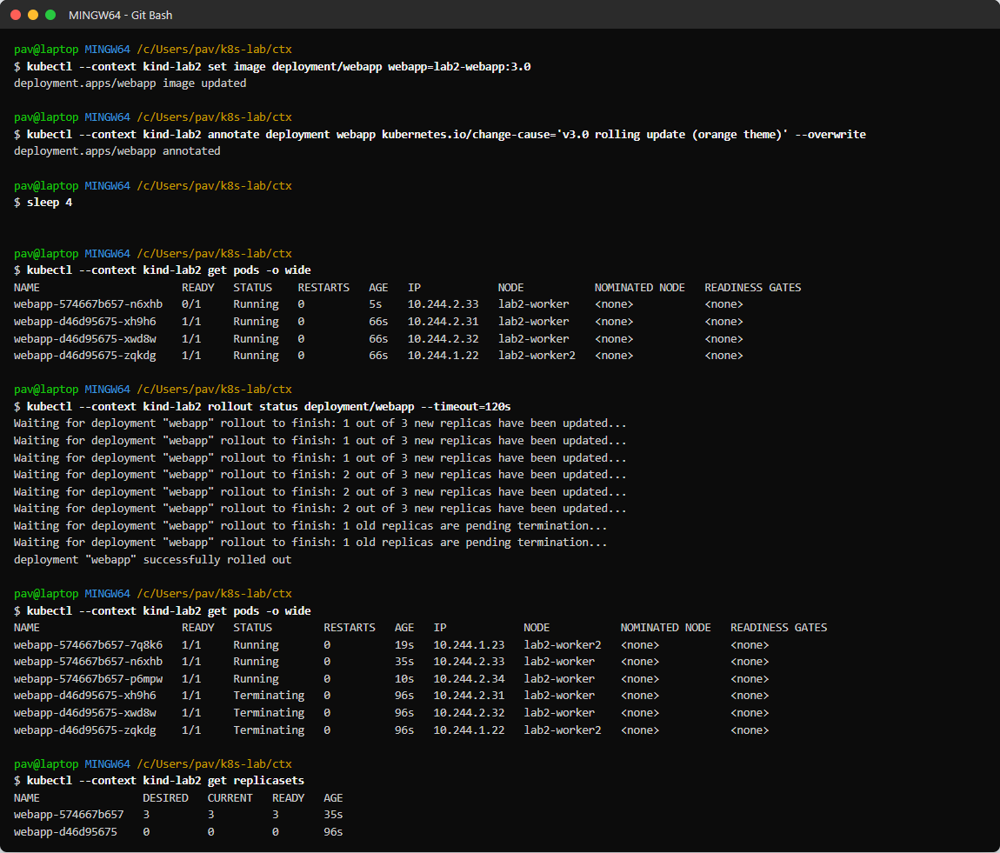 MINGW64 - Git Bash
pav@laptop MINGW64 /c/Users/pav/k8s-lab/ctx
$ kubectl --context kind-lab2 set image deployment/webapp webapp=lab2-webapp:3.0
deployment.apps/webapp image updated
pav@laptop MINGW64 /c/Users/pav/k8s-lab/ctx
$ kubectl --context kind-lab2 annotate deployment webapp kubernetes.io/change-cause='v3.0 rolling update (orange theme)' --overwrite
deployment.apps/webapp annotated
pav@laptop MINGW64 /c/Users/pav/k8s-lab/ctx
$ sleep 4
pav@laptop MINGW64 /c/Users/pav/k8s-lab/ctx
$ kubectl --context kind-lab2 get pods -o wide
NAME READY STATUS RESTARTS AGE IP NODE NOMINATED NODE READINESS GATES
webapp-574667b657-n6xhb 0/1 Running 0 5s 10.244.2.33 lab2-worker <none> <none>
webapp-d46d95675-xh9h6 1/1 Running 0 66s 10.244.2.31 lab2-worker <none> <none>
webapp-d46d95675-xwd8w 1/1 Running 0 66s 10.244.2.32 lab2-worker <none> <none>
webapp-d46d95675-zqkdg 1/1 Running 0 66s 10.244.1.22 lab2-worker2 <none> <none>
pav@laptop MINGW64 /c/Users/pav/k8s-lab/ctx
$ kubectl --context kind-lab2 rollout status deployment/webapp --timeout=120s
Waiting for deployment "webapp" rollout to finish: 1 out of 3 new replicas have been updated...
Waiting for deployment "webapp" rollout to finish: 1 out of 3 new replicas have been updated...
Waiting for deployment "webapp" rollout to finish: 1 out of 3 new replicas have been updated...
Waiting for deployment "webapp" rollout to finish: 2 out of 3 new replicas have been updated...
Waiting for deployment "webapp" rollout to finish: 2 out of 3 new replicas have been updated...
Waiting for deployment "webapp" rollout to finish: 2 out of 3 new replicas have been updated...
Waiting for deployment "webapp" rollout to finish: 1 old replicas are pending termination...
Waiting for deployment "webapp" rollout to finish: 1 old replicas are pending termination...
deployment "webapp" successfully rolled out
pav@laptop MINGW64 /c/Users/pav/k8s-lab/ctx
$ kubectl --context kind-lab2 get pods -o wide
NAME READY STATUS RESTARTS AGE IP NODE NOMINATED NODE READINESS GATES
webapp-574667b657-7q8k6 1/1 Running 0 19s 10.244.1.23 lab2-worker2 <none> <none>
webapp-574667b657-n6xhb 1/1 Running 0 35s 10.244.2.33 lab2-worker <none> <none>
webapp-574667b657-p6mpw 1/1 Running 0 10s 10.244.2.34 lab2-worker <none> <none>
webapp-d46d95675-xh9h6 1/1 Terminating 0 96s 10.244.2.31 lab2-worker <none> <none>
webapp-d46d95675-xwd8w 1/1 Terminating 0 96s 10.244.2.32 lab2-worker <none> <none>
webapp-d46d95675-zqkdg 1/1 Terminating 0 96s 10.244.1.22 lab2-worker2 <none> <none>
pav@laptop MINGW64 /c/Users/pav/k8s-lab/ctx
$ kubectl --context kind-lab2 get replicasets
NAME DESIRED CURRENT READY AGE
webapp-574667b657 3 3 3 35s
webapp-d46d95675 0 0 0 96s